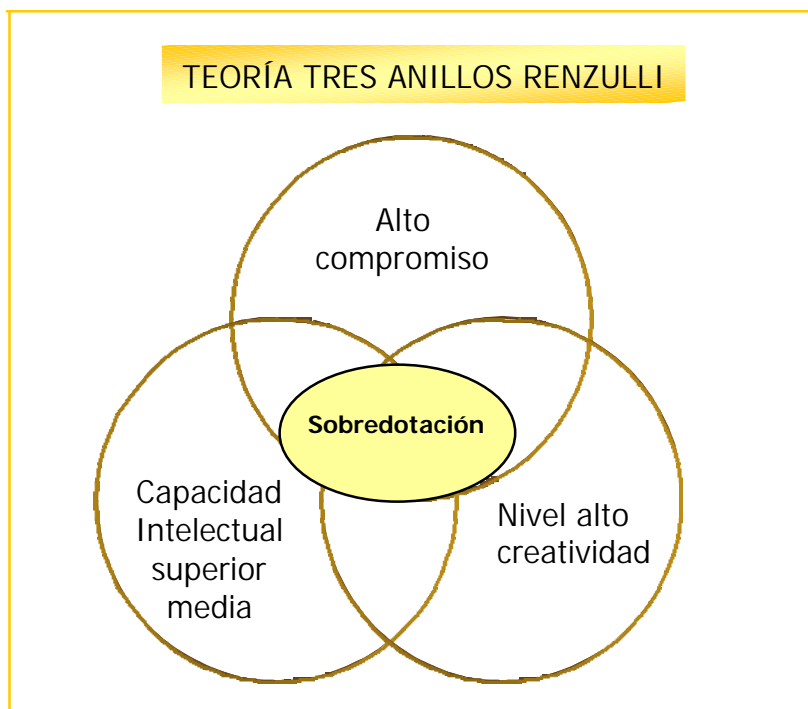 TEORÍA TRES ANILLOS RENZULLI
Alto
compromiso
Sobredotación
Capacidad
Intelectual
superior
media
Nivel alto
creatividad